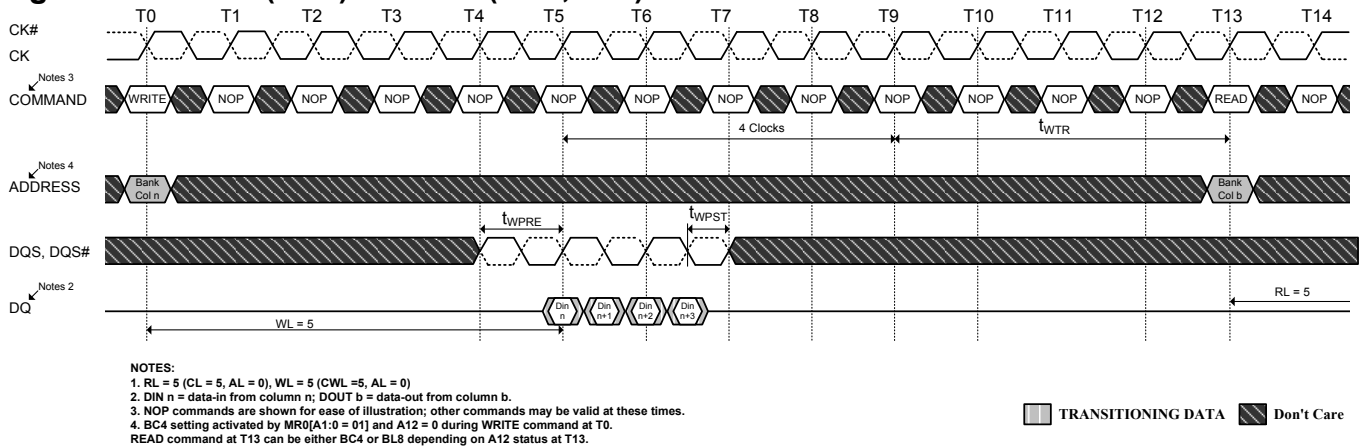 T0 T1 T2 T3 T4 T5 T6 T7 T8 T9 T10 T11 T12 T13 T14
CK#
CK
Notes 3
COMMAND WRITE NOP NOP NOP NOP NOP NOP NOP NOP NOP NOP NOP NOP READ NOP
4 Clocks tWTR
Notes 4
ADDRESS
Bank Bank
Col n Col b
tWPRE tWPST
DQS, DQS#
Notes 2
DQ
Din Din Din Din
n n+1 n+2 n+3
RL = 5
WL = 5
NOTES:
1. RL = 5 (CL = 5, AL = 0), WL = 5 (CWL =5, AL = 0)
2. DIN n = data-in from column n; DOUT b = data-out from column b.
3. NOP commands are shown for ease of illustration; other commands may be valid at these times.
4. BC4 setting activated by MR0[A1:0 = 01] and A12 = 0 during WRITE command at T0.
READ command at T13 can be either BC4 or BL8 depending on A12 status at T13.
TRANSITIONING DATA Don't Care